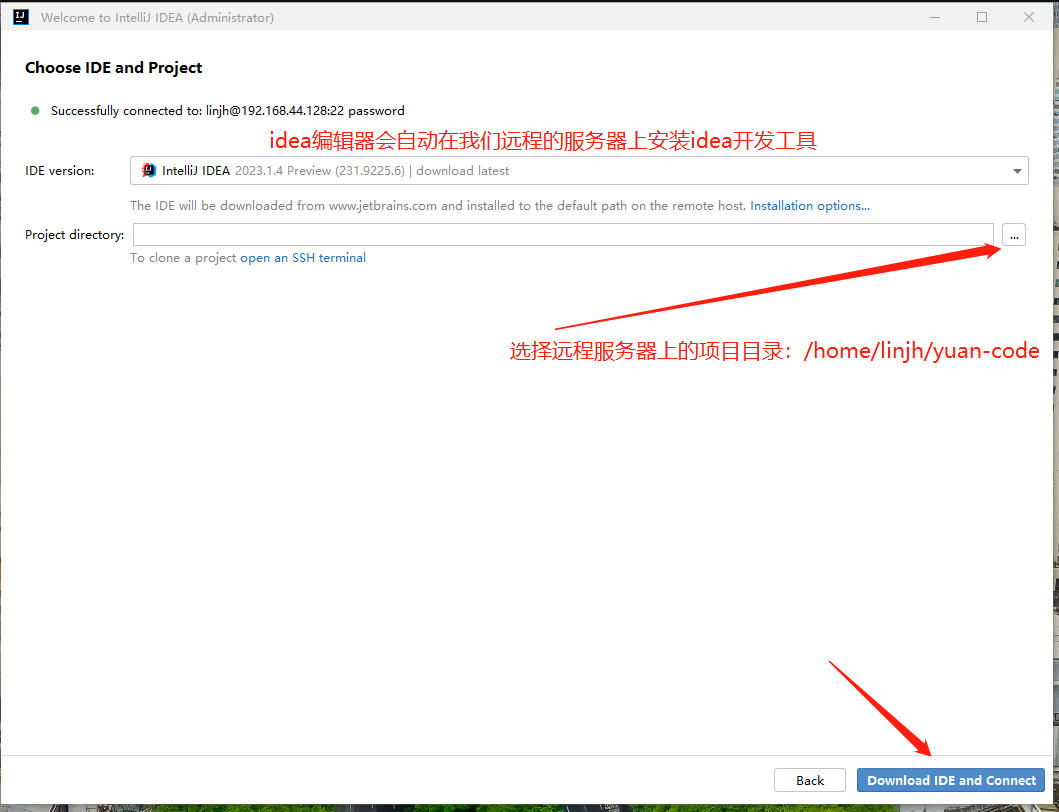 Welcome to IntelliJ IDEA (Administrator)
Choose IDE and Project
Successfully connected to: linjh@192.168.44.128:22 password
idea编辑器会自动在我们远程的服务器上安装idea开发工具
IDE version: IntelliJ IDEA 2023.1.4 Preview (231.9225.6) | download latest
The IDE will be downloaded from www.jetbrains.com and installed to the default path on the remote host. Installation options...
Project directory: ...
To clone a project open an SSH terminal
选择远程服务器上的项目目录：/home/linjh/yuan-code
Back Download IDE and Connect